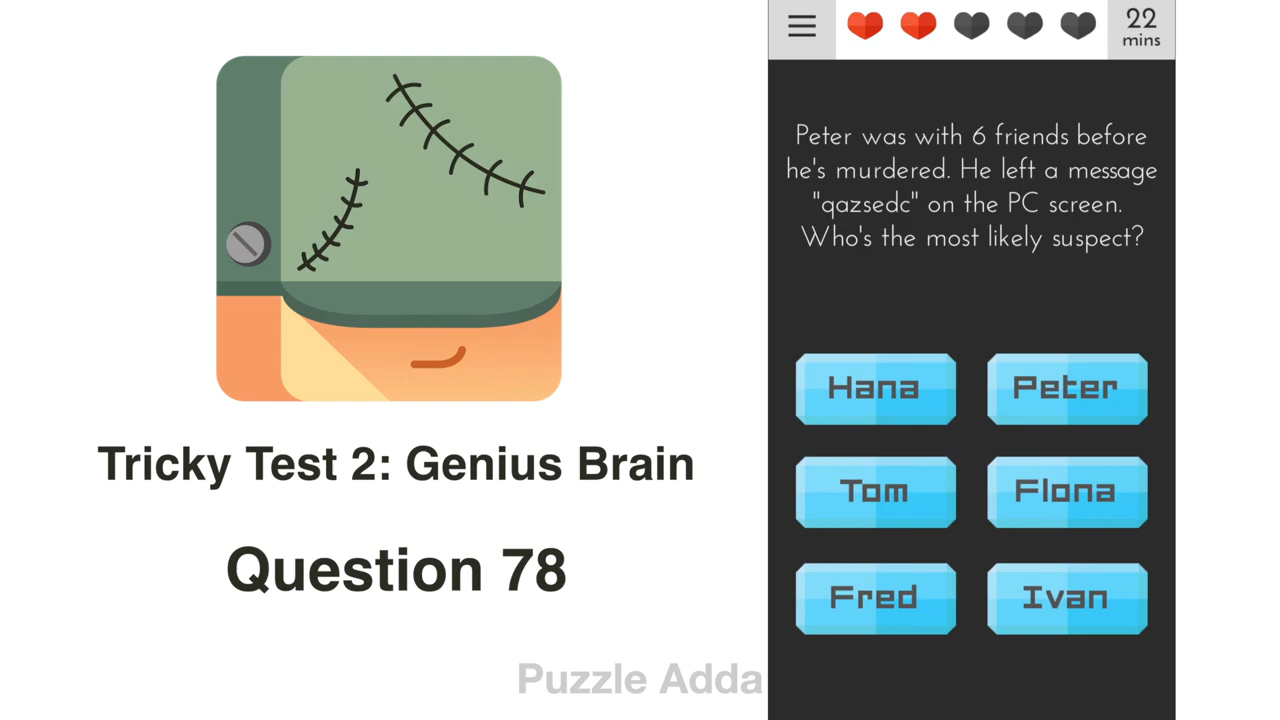 Tricky Test 2: Genius Brain
Question 78
Puzzle Adda
22
mins
Peter was with 6 friends before
he's murdered. He left a message
"qazsedc" on the PC screen.
Who's the most likely suspect?
Hana
Peter
Tom
Flona
Fred
Ivan